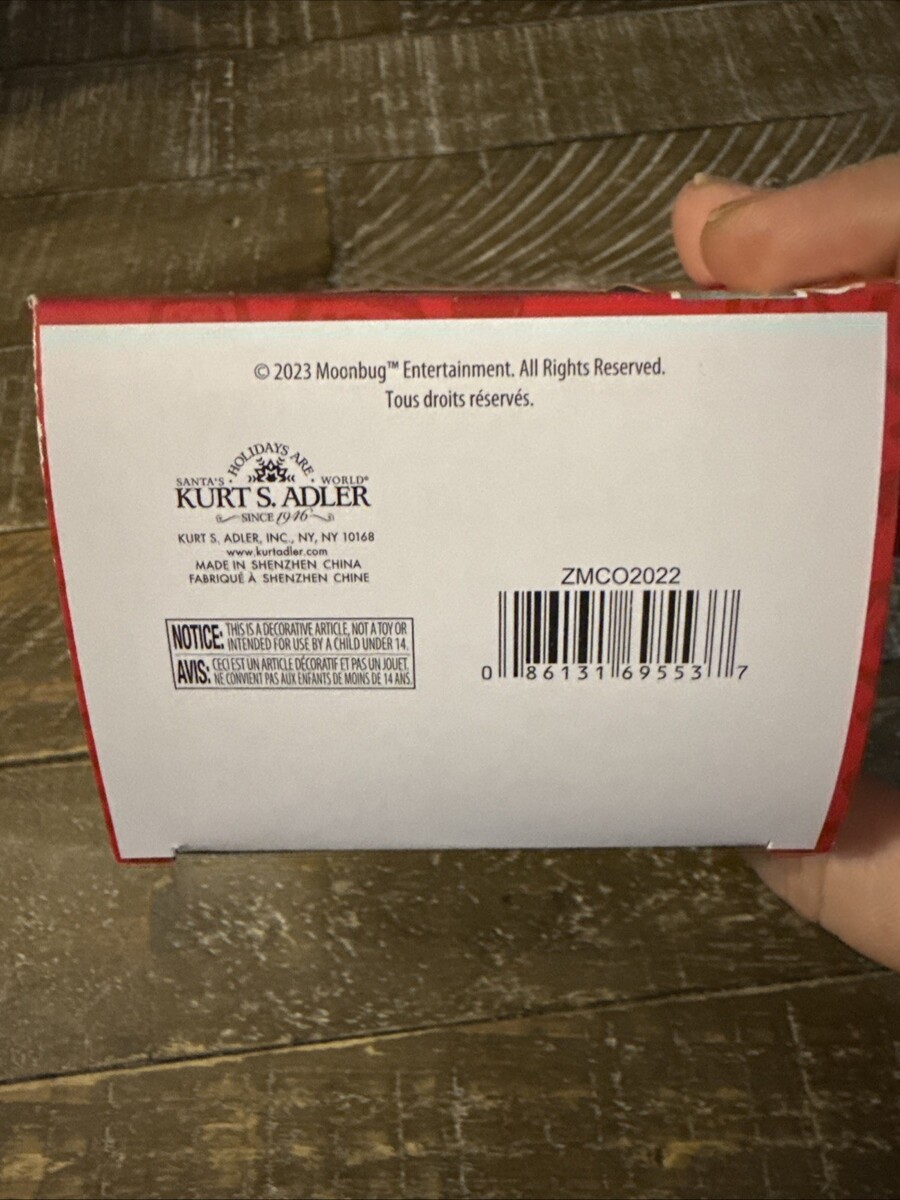 © 2023 Moonbug™ Entertainment. All Rights Reserved.
Tous droits réservés.
HOLIDAYS ARE
SANTA'S • • WORLD®
KURT S. ADLER
SINCE 1946
KURT S. ADLER, INC., NY, NY 10168
www.kurtadler.com
MADE IN SHENZHEN CHINA
FABRIQUÉ À SHENZHEN CHINE
NOTICE: THIS IS A DECORATIVE ARTICLE, NOT A TOY OR
INTENDED FOR USE BY A CHILD UNDER 14.
AVIS: CECI EST UN ARTICLE DÉCORATIF ET PAS UN JOUET.
NE CONVIENT PAS AUX ENFANTS DE MOINS DE 14 ANS.
ZMCO2022
0 86131 69553 7